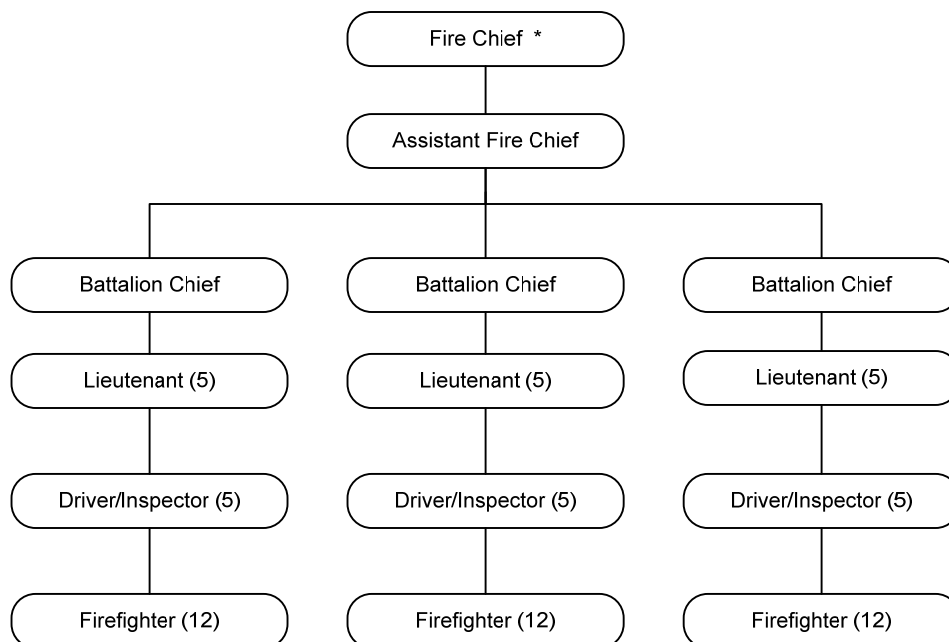 Fire Chief *
Assistant Fire Chief
Battalion Chief
Battalion Chief
Battalion Chief
Lieutenant (5)
Lieutenant (5)
Lieutenant (5)
Driver/Inspector (5)
Driver/Inspector (5)
Driver/Inspector (5)
Firefighter (12)
Firefighter (12)
Firefighter (12)